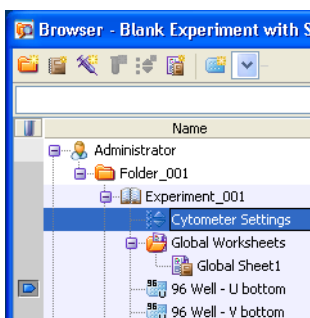 Browser - Blank Experiment with S
Name
Administrator
Folder_001
Experiment_001
Cytometer Settings
Global Worksheets
Global Sheet1
96 Well - U bottom
96 Well - V bottom